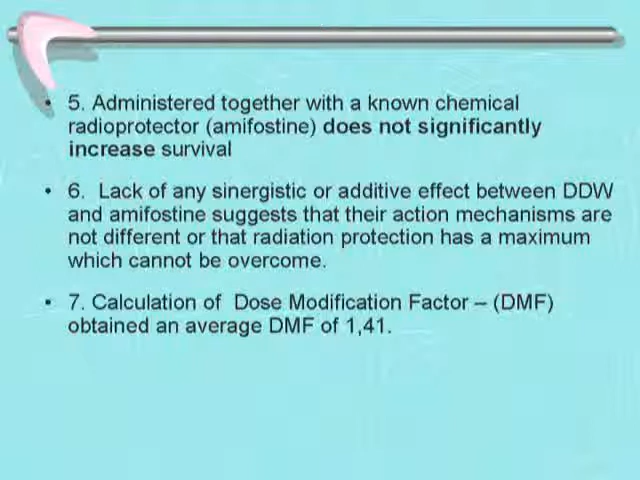 • 5. Administered together with a known chemical
radioprotector (amifostine) does not significantly
increase survival
• 6. Lack of any sinergistic or additive effect between DDW
and amifostine suggests that their action mechanisms are
not different or that radiation protection has a maximum
which cannot be overcome.
• 7. Calculation of Dose Modification Factor – (DMF)
obtained an average DMF of 1,41.